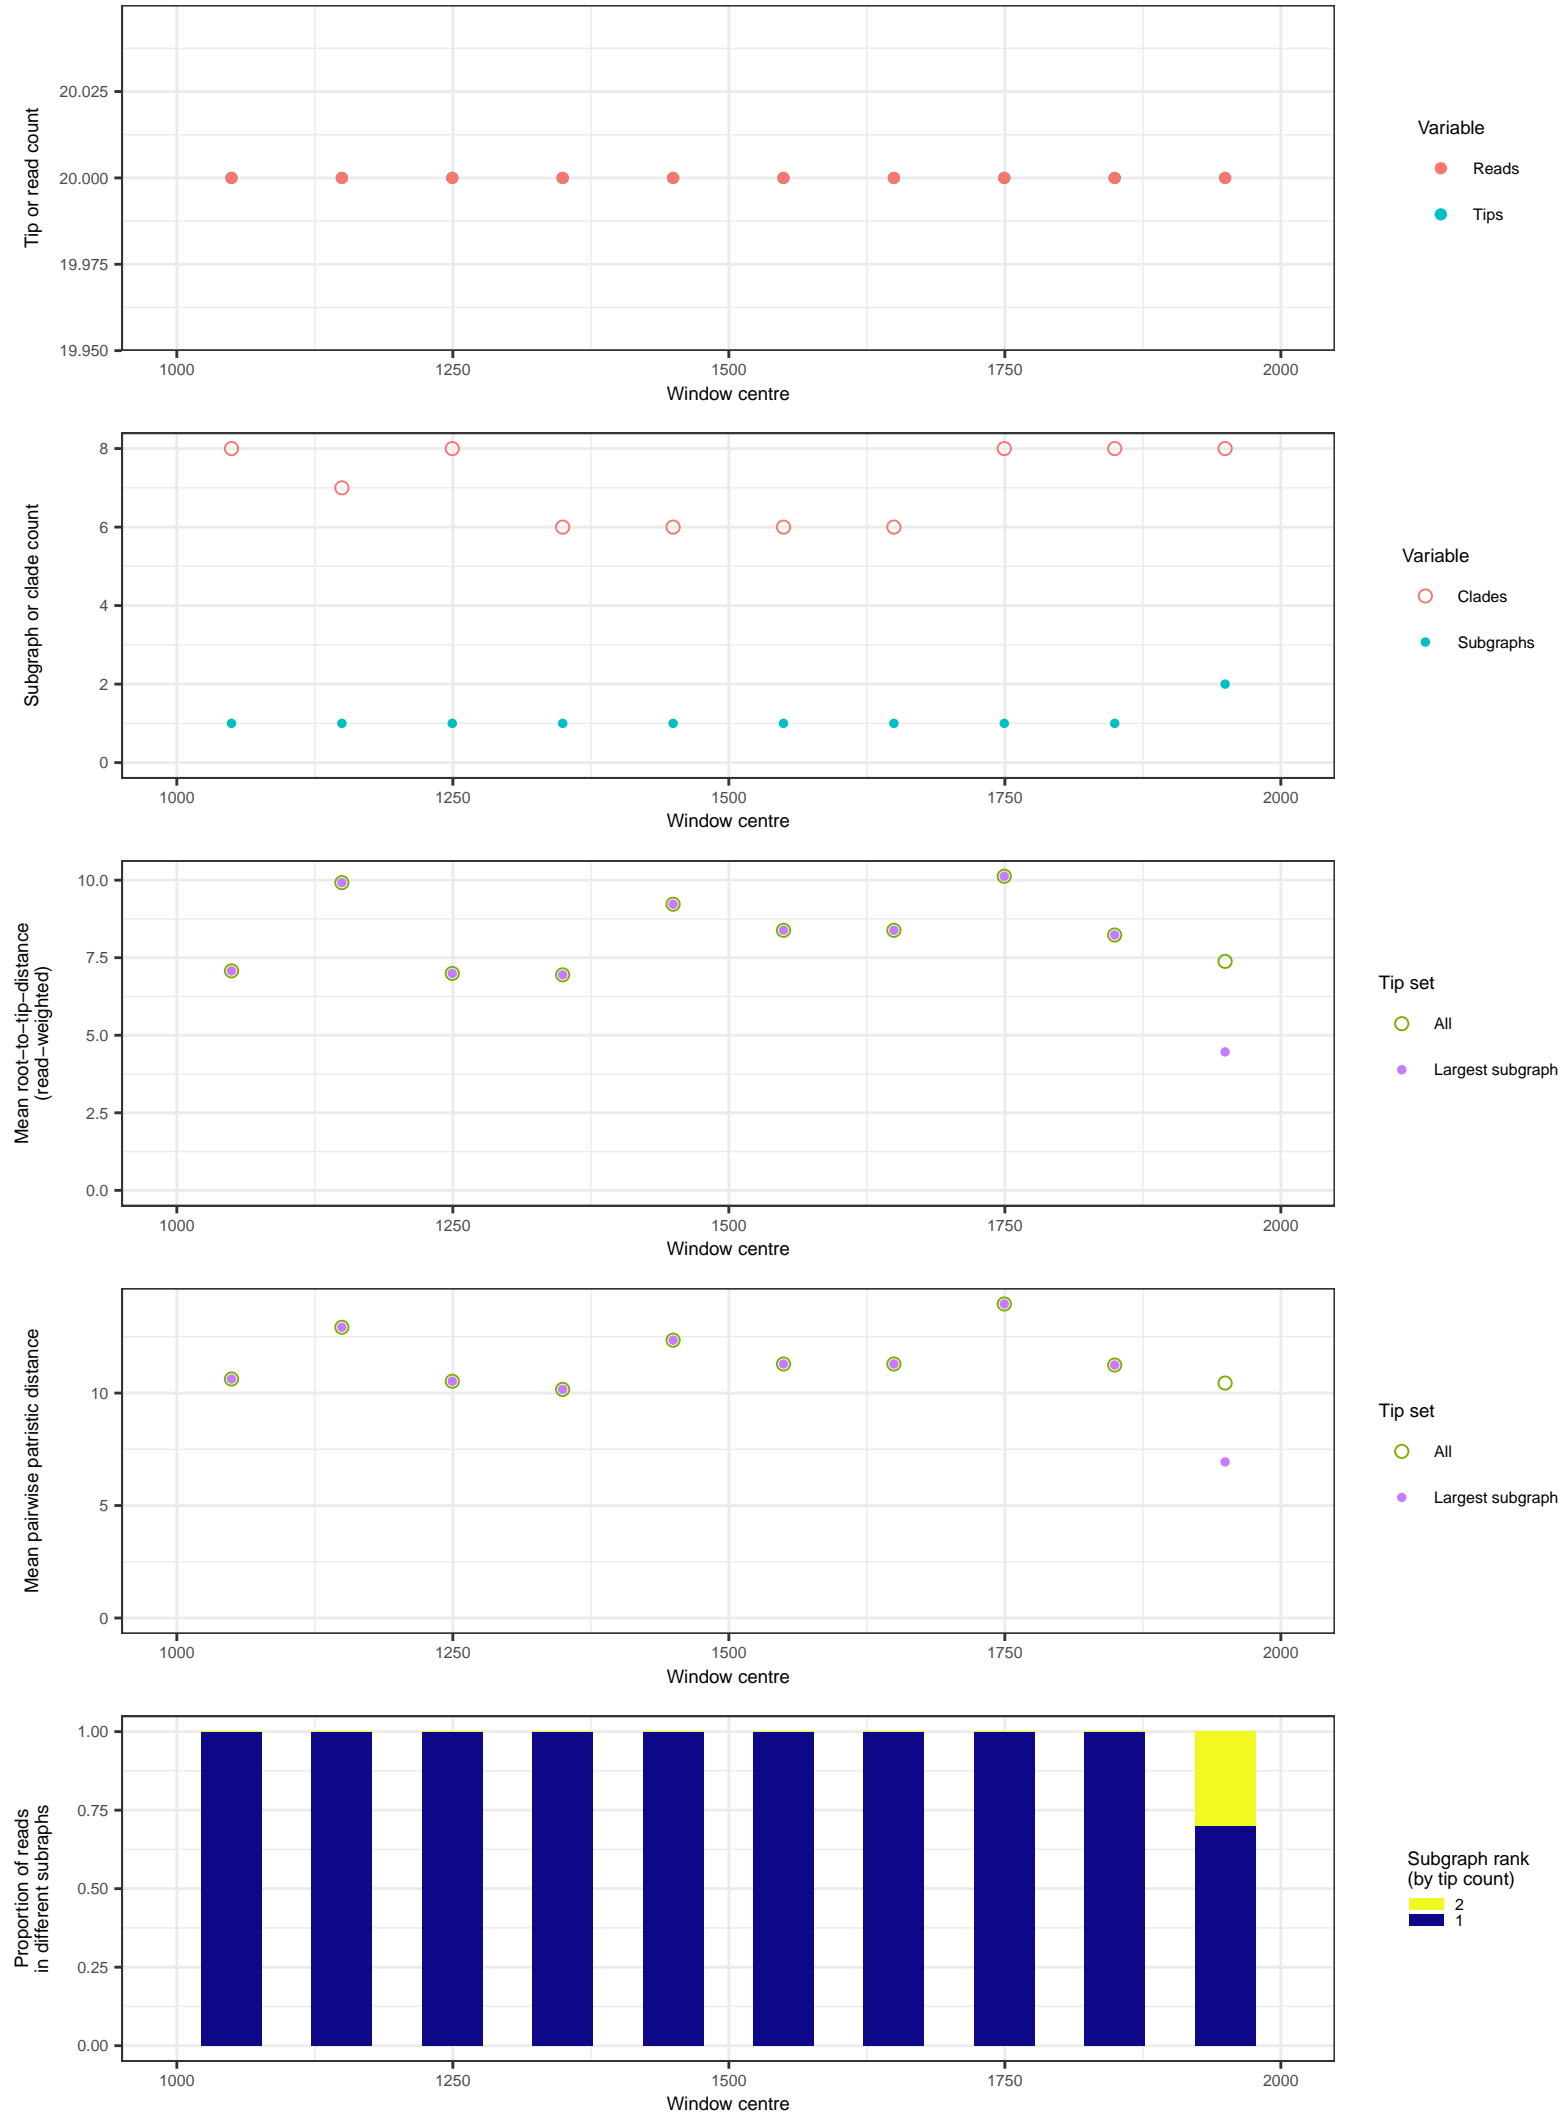 Tip or read count
20.025
20.000
19.975
19.950
1000 1250 1500 1750 2000
Window centre
Variable
Reads
Tips
Subgraph or clade count
8
6
4
2
0
1000 1250 1500 1750 2000
Window centre
Variable
Clades
Subgraphs
Mean root−to−tip−distance
(read−weighted)
10.0
7.5
5.0
2.5
0.0
1000 1250 1500 1750 2000
Window centre
Tip set
All
Largest subgraph
Mean pairwise patristic distance
10
5
0
1000 1250 1500 1750 2000
Window centre
Tip set
All
Largest subgraph
Proportion of reads
in different subraphs
1.00
0.75
0.50
0.25
0.00
1000 1250 1500 1750 2000
Window centre
Subgraph rank
(by tip count)
2
1